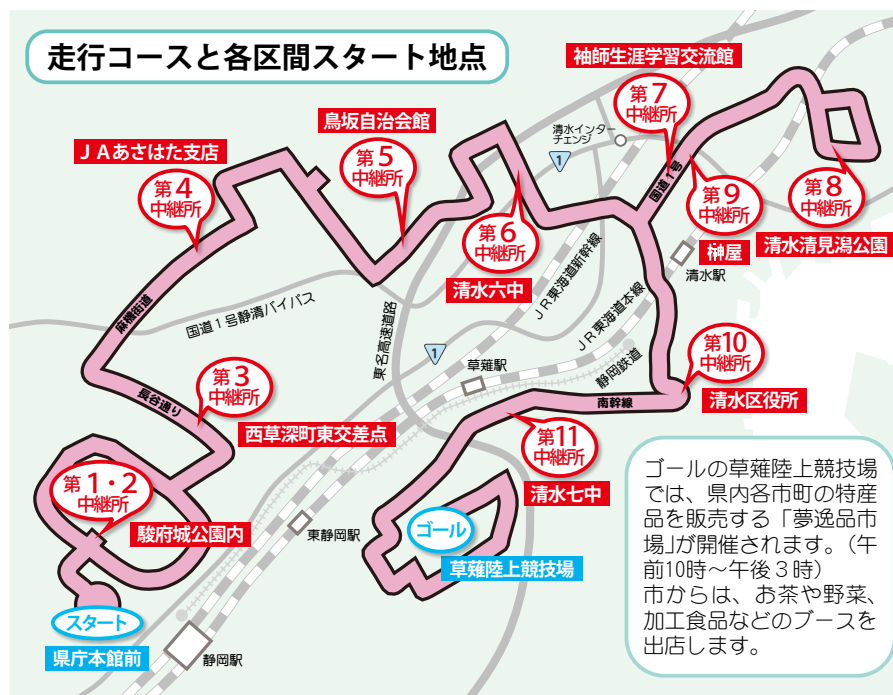 走行コースと各区間スタート地点
袖師生涯学習交流館
第7
中継所
鳥坂自治会館
清水インター
チェンジ
1
JAあさはた支店
第5
中継所
第4
中継所
国道1号
第9
中継所
第8
中継所
第6
中継所
榊屋
清水清見潟公園
清水六中
清水駅
JR東海道新幹線
JR東海道本線
国道1号静清バイパス
麻機街道
東名高速道路
1
静岡鉄道
草薙駅
第10
中継所
第3
中継所
長谷通り
南幹線
清水区役所
西草深町東交差点
第11
中継所
第1・2
中継所
清水七中
駿府城公園内
東静岡駅
ゴール
草薙陸上競技場
スタート
県庁本館前
静岡駅
ゴールの草薙陸上競技場
では、県内各市町の特産
品を販売する「夢逸品市
場」が開催されます。(午
前10時~午後3時)
市からは、お茶や野菜、
加工食品などのブースを
出店します。